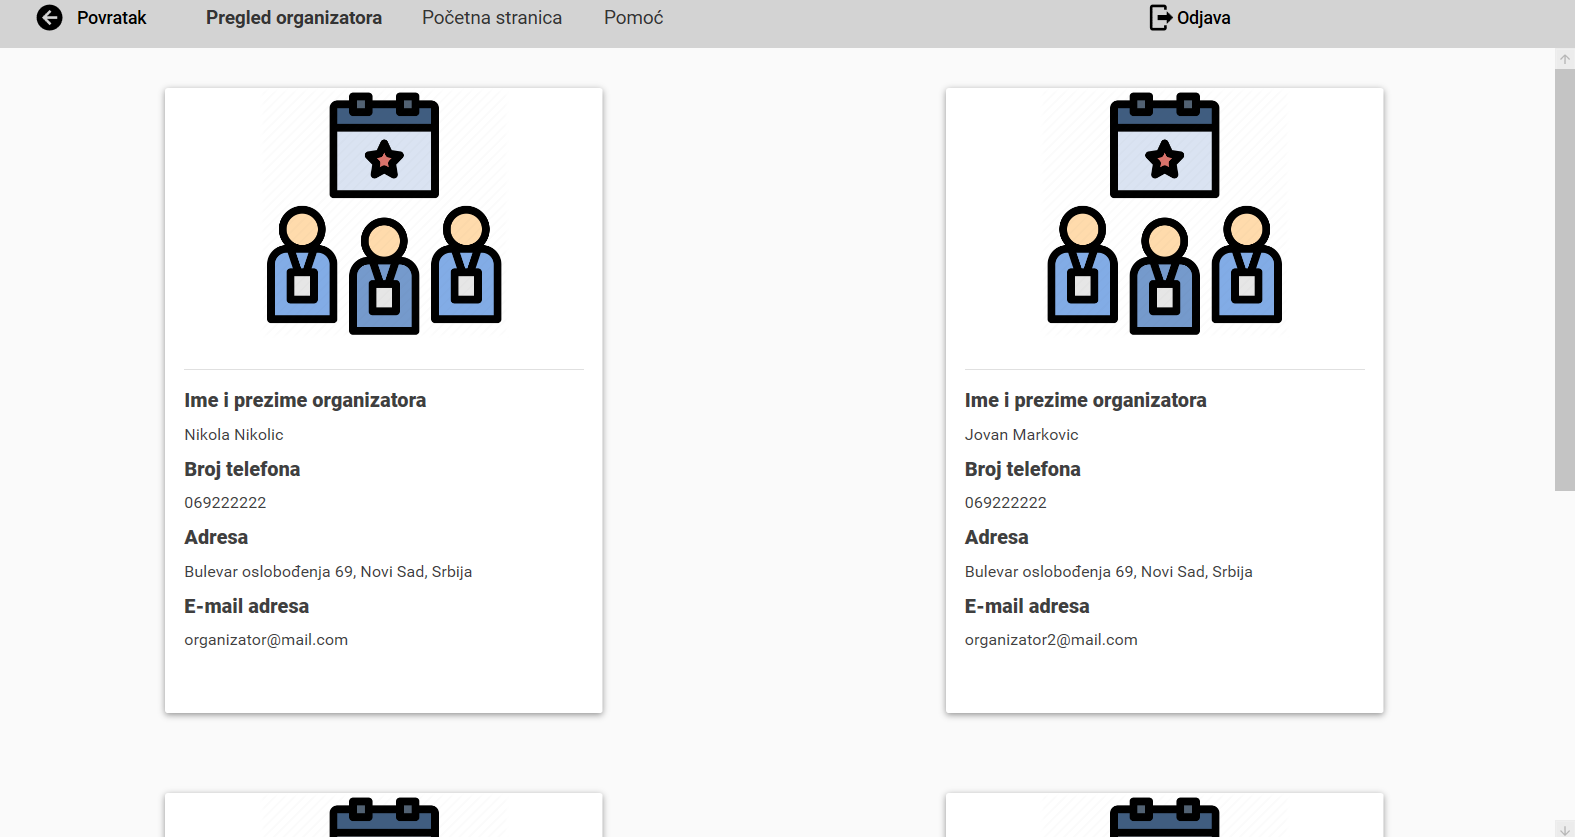 Povratak
Pregled organizatora
Početna stranica
Pomoć
Odjava
Ime i prezime organizatora
Nikola Nikolic
Broj telefona
069222222
Adresa
Bulevar oslobođenja 69, Novi Sad, Srbija
E-mail adresa
organizator@mail.com
Ime i prezime organizatora
Jovan Markovic
Broj telefona
069222222
Adresa
Bulevar oslobođenja 69, Novi Sad, Srbija
E-mail adresa
organizator2@mail.com